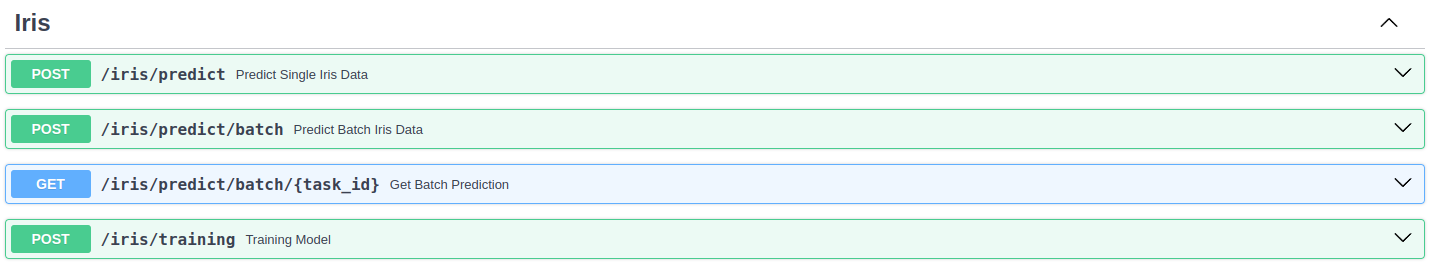 Iris
POST /iris/predict Predict Single Iris Data
POST /iris/predict/batch Predict Batch Iris Data
GET /iris/predict/batch/{task_id} Get Batch Prediction
POST /iris/training Training Model